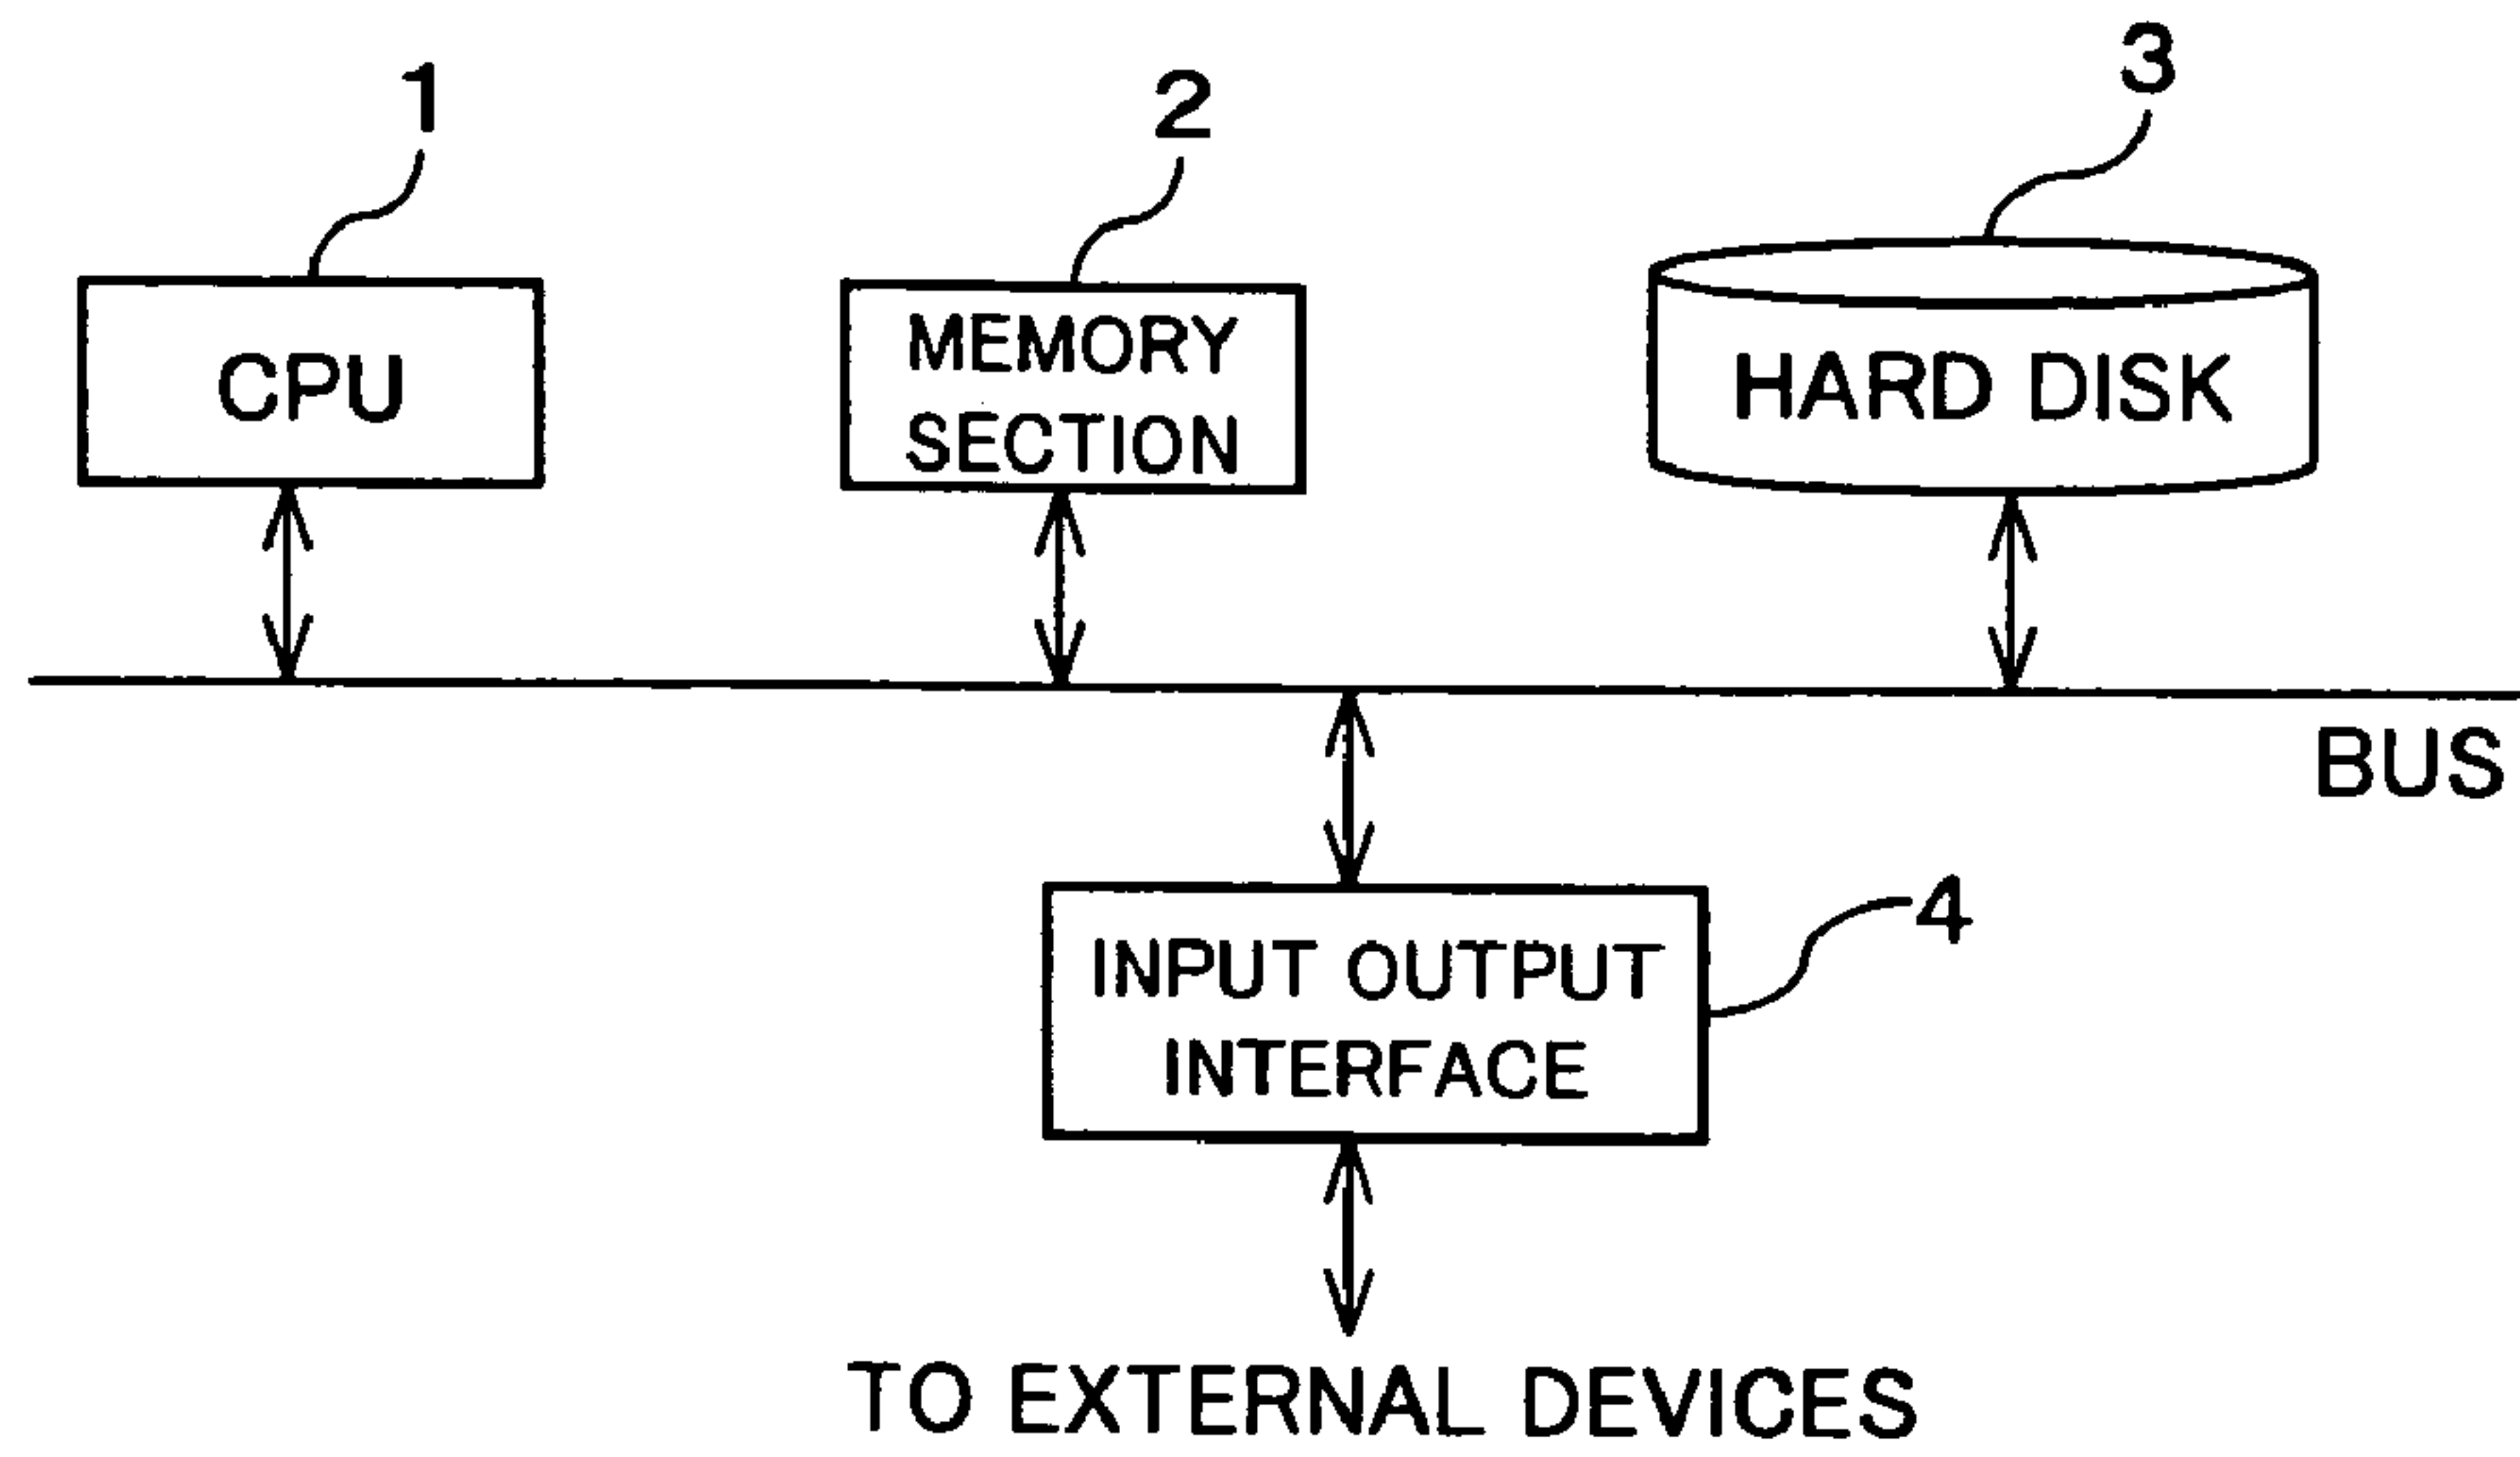 1
2
3
CPU
MEMORY
SECTION
HARD DISK
BUS
4
INPUT OUTPUT
INTERFACE
TO EXTERNAL DEVICES